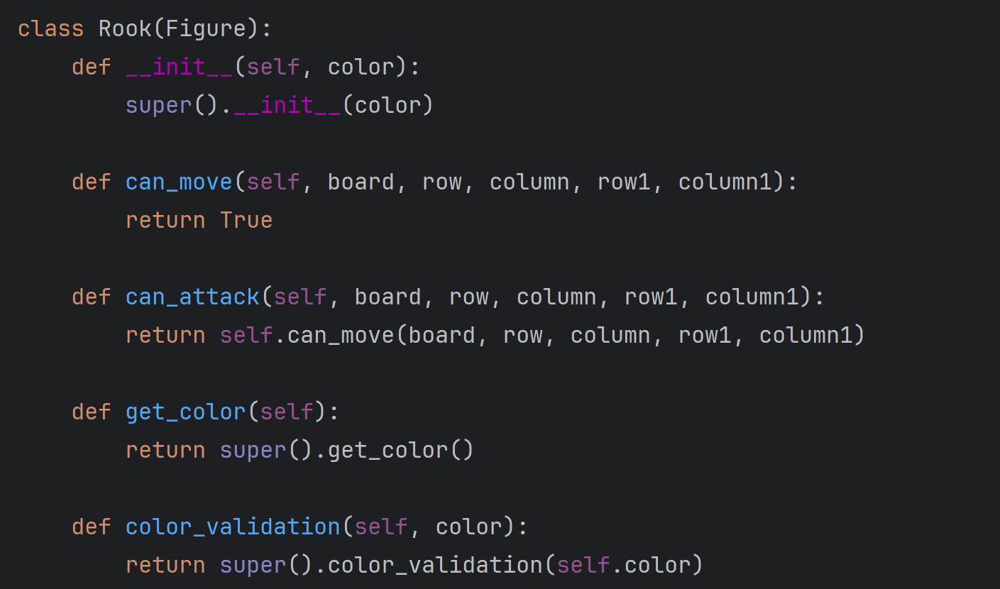 class Rook(Figure):
    def __init__(self, color):
        super().__init__(color)

    def can_move(self, board, row, column, row1, column1):
        return True

    def can_attack(self, board, row, column, row1, column1):
        return self.can_move(board, row, column, row1, column1)

    def get_color(self):
        return super().get_color()

    def color_validation(self, color):
        return super().color_validation(self.color)